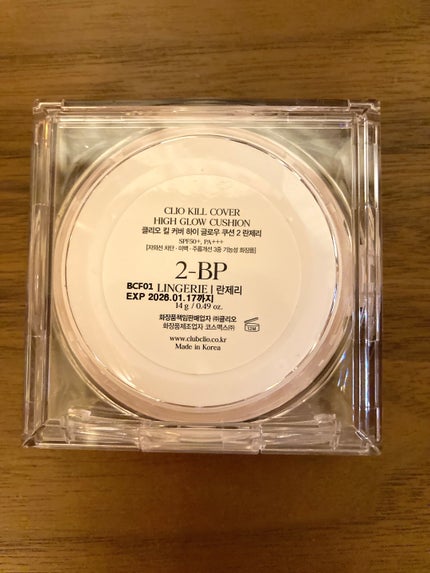 CLIO KILL COVER
HIGH GLOW CUSHION
클리오 킬 커버 하이 글로우 쿠션 2 란제리
SPF50+, PA+++
[자외선 차단 · 미백 · 주름개선 3중 기능성 화장품]
2-BP
BCF01 LINGERIE | 란제리
EXP 2026.01.17까지
14 g / 0.49 oz.
화장품책임판매업자 ㈜클리오
화장품제조업자 코스맥스㈜
12M
www.clubclio.co.kr
Made in Korea